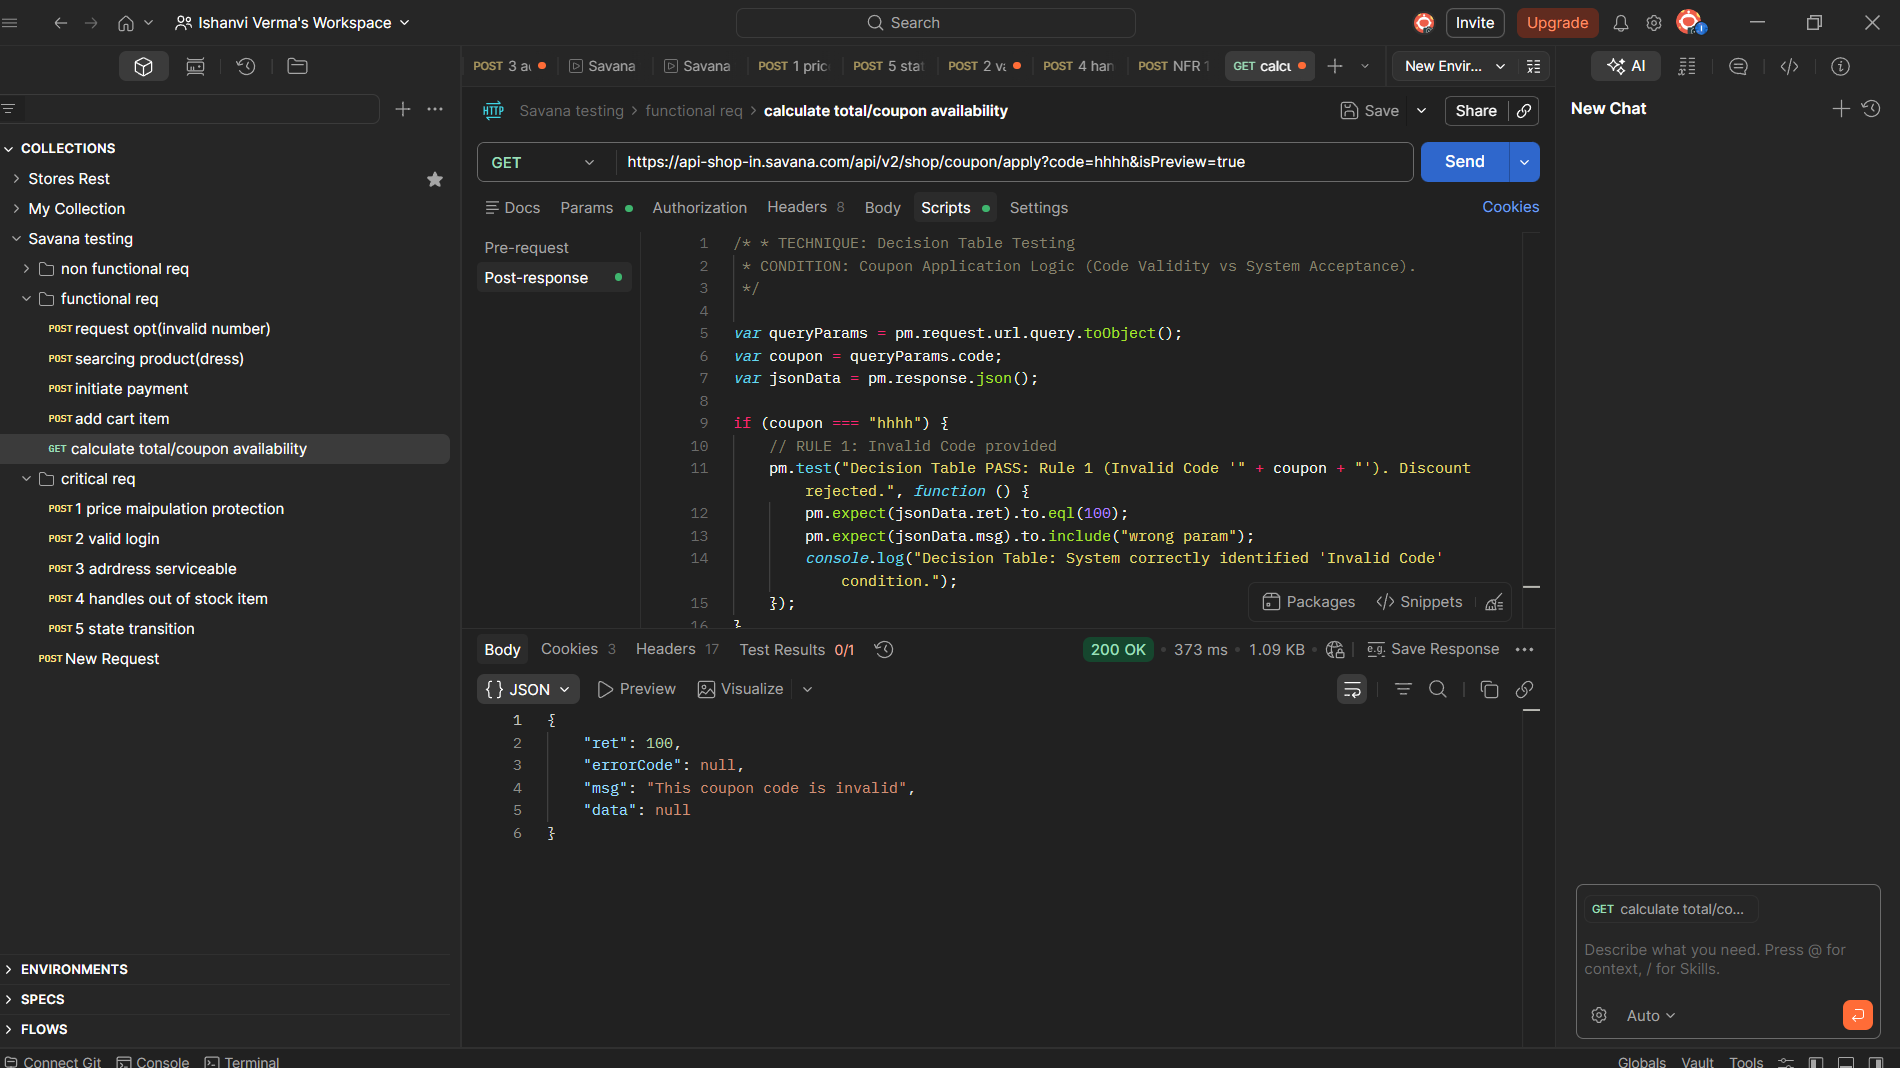 Ishanvi Verma's Workspace
Search
Invite
Upgrade
POST 3 a
Savana
Savana
POST 1 pric
POST 5 stat
POST 2 va
POST 4 han
POST NFR 1
GET calcu
New Envir...
AI
HTTP
Savana testing > functional req > calculate total/coupon availability
Save
Share
New Chat
COLLECTIONS
Stores Rest
My Collection
Savana testing
non functional req
functional req
POST request opt(invalid number)
POST searcing product(dress)
POST initiate payment
POST add cart item
GET calculate total/coupon availability
critical req
POST 1 price maipulation protection
POST 2 valid login
POST 3 adrdress serviceable
POST 4 handles out of stock item
POST 5 state transition
POST New Request
ENVIRONMENTS
SPECS
FLOWS
GET
https://api-shop-in.savana.com/api/v2/shop/coupon/apply?code=hhhh&isPreview=true
Send
Docs
Params
Authorization
Headers 8
Body
Scripts
Settings
Cookies
Pre-request
Post-response
1 /* * TECHNIQUE: Decision Table Testing
2 * CONDITION: Coupon Application Logic (Code Validity vs System Acceptance).
3 */
4
5 var queryParams = pm.request.url.query.toObject();
6 var coupon = queryParams.code;
7 var jsonData = pm.response.json();
8
9 if (coupon === "hhhh") {
10 // RULE 1: Invalid Code provided
11 pm.test("Decision Table PASS: Rule 1 (Invalid Code '" + coupon + "'). Discount
rejected.", function () {
12 pm.expect(jsonData.ret).to.eql(100);
13 pm.expect(jsonData.msg).to.include("wrong param");
14 console.log("Decision Table: System correctly identified 'Invalid Code'
condition.");
15 });
16 }
Packages
Snippets
Body
Cookies 3
Headers 17
Test Results 0/1
200 OK
373 ms
1.09 KB
e.g. Save Response
{} JSON
Preview
Visualize
1 {
2 "ret": 100,
3 "errorCode": null,
4 "msg": "This coupon code is invalid",
5 "data": null
6 }
GET calculate total/co...
Describe what you need. Press @ for
context, / for Skills.
Auto
Connect Git
Console
Terminal
Globals
Vault
Tools